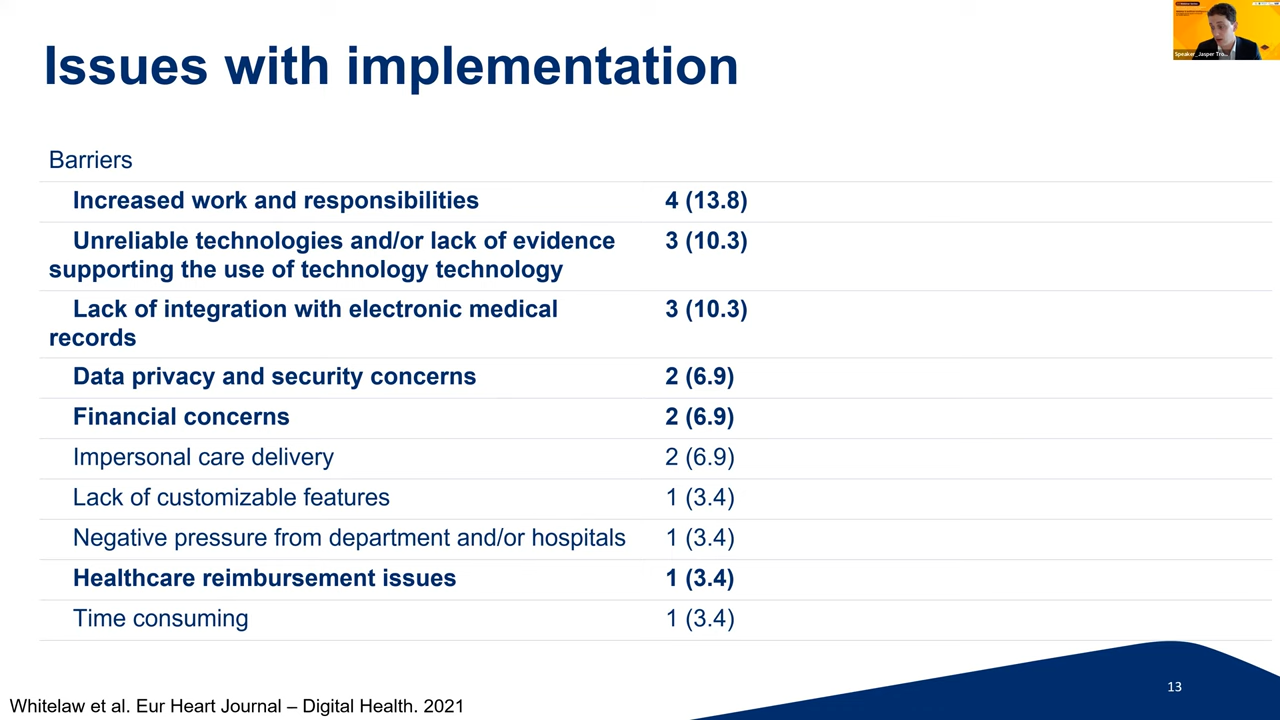 Issues with implementation
Barriers
Increased work and responsibilities 4 (13.8)
Unreliable technologies and/or lack of evidence 3 (10.3)
supporting the use of technology technology
Lack of integration with electronic medical 3 (10.3)
records
Data privacy and security concerns 2 (6.9)
Financial concerns 2 (6.9)
Impersonal care delivery 2 (6.9)
Lack of customizable features 1 (3.4)
Negative pressure from department and/or hospitals 1 (3.4)
Healthcare reimbursement issues 1 (3.4)
Time consuming 1 (3.4)
Whitelaw et al. Eur Heart Journal – Digital Health. 2021
13
Speaker_Jasper Tro...